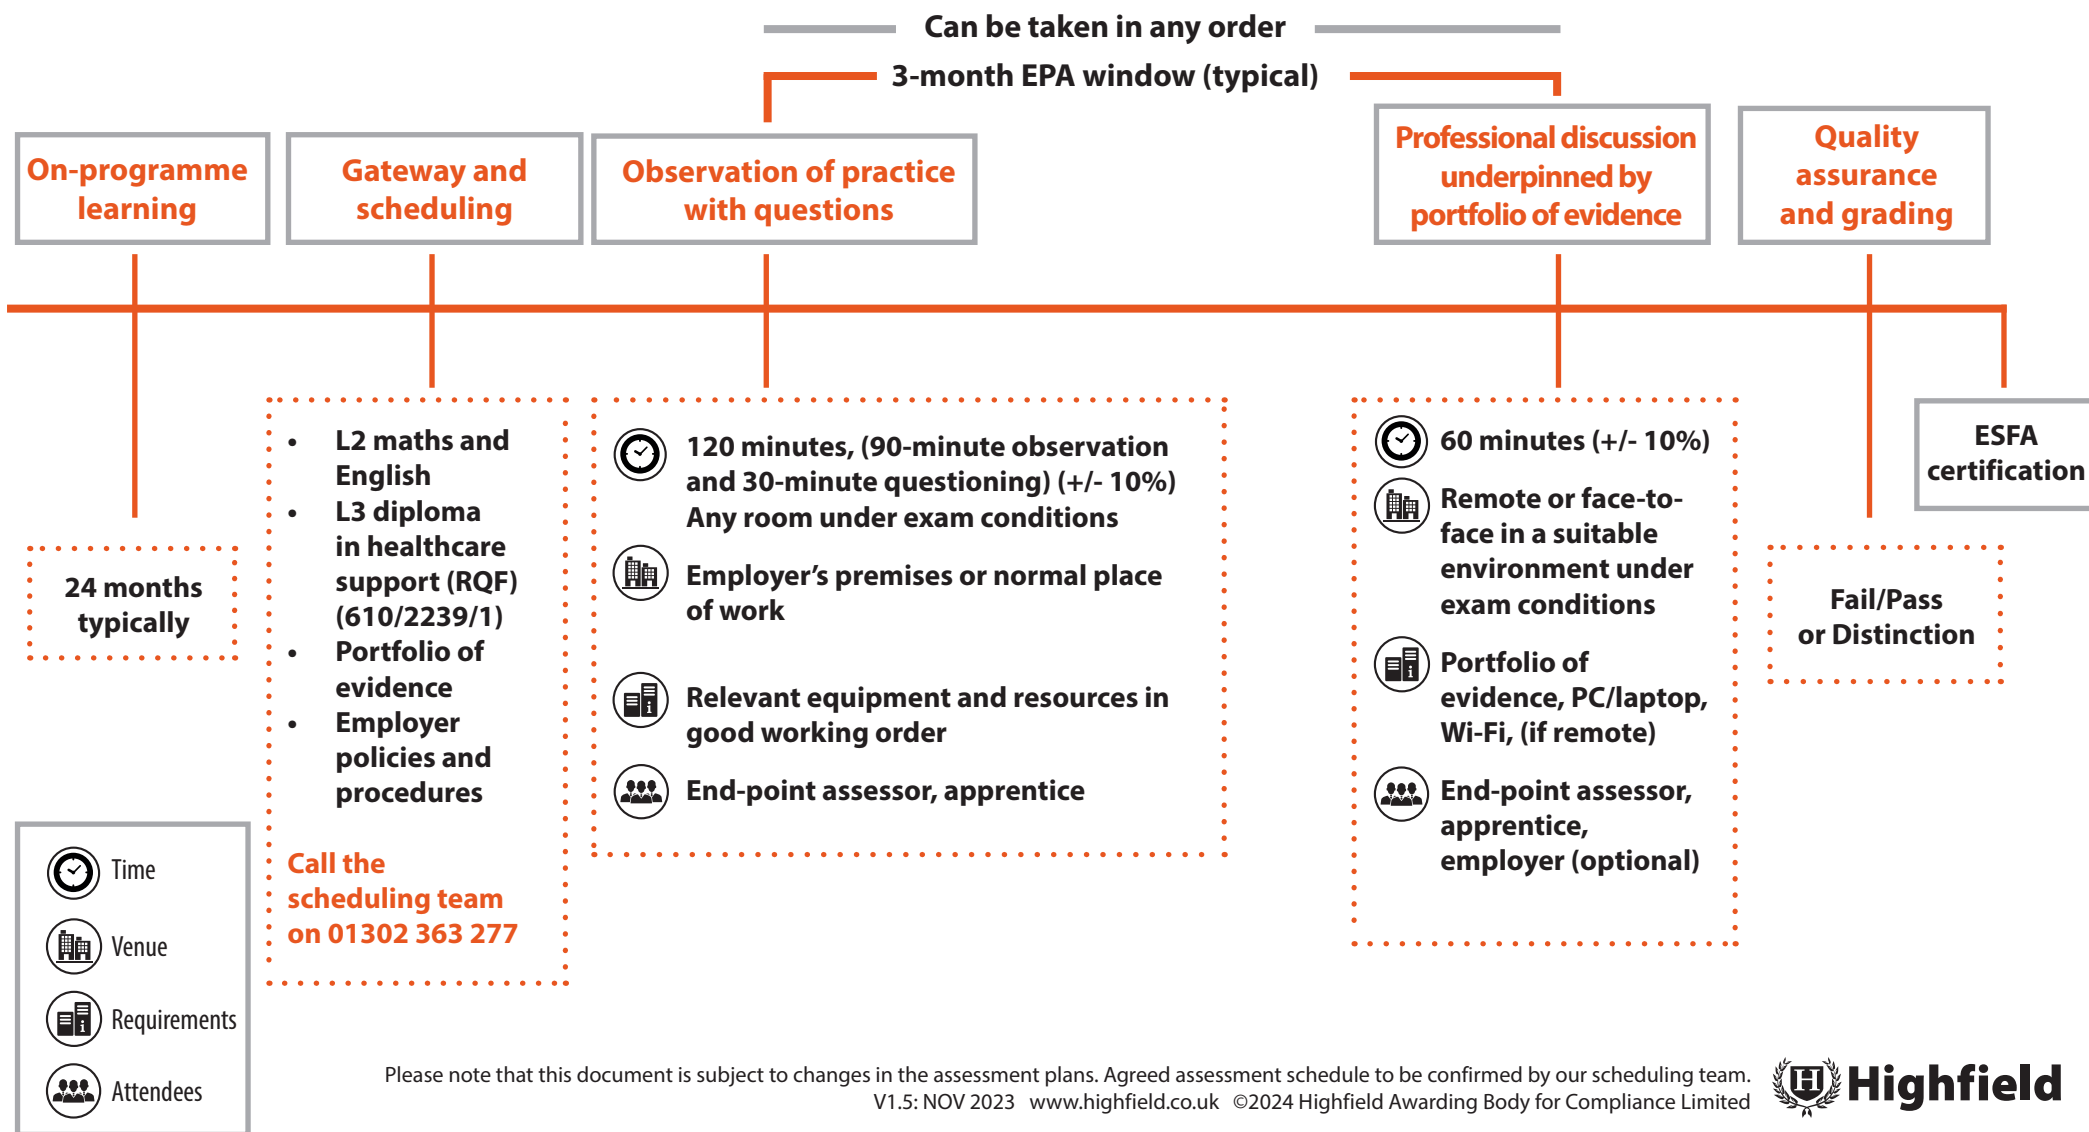 Can be taken in any order
3-month EPA window (typical)
On-programme
learning
Gateway and
scheduling
Observation of practice
with questions
Professional discussion
underpinned by
portfolio of evidence
Quality
assurance
and grading
24 months
typically
• L2 maths and
English
• L3 diploma
in healthcare
support (RQF)
(610/2239/1)
• Portfolio of
evidence
• Employer
policies and
procedures
Call the
scheduling team
on 01302 363 277
120 minutes, (90-minute observation
and 30-minute questioning) (+/- 10%)
Any room under exam conditions
Employer’s premises or normal place
of work
Relevant equipment and resources in
good working order
End-point assessor, apprentice
60 minutes (+/- 10%)
Remote or face-to-
face in a suitable
environment under
exam conditions
Portfolio of
evidence, PC/laptop,
Wi-Fi, (if remote)
End-point assessor,
apprentice,
employer (optional)
Fail/Pass
or Distinction
ESFA
certification
Time
Venue
Requirements
Attendees
Please note that this document is subject to changes in the assessment plans. Agreed assessment schedule to be confirmed by our scheduling team.
V1.5: NOV 2023 www.highfield.co.uk ©2024 Highfield Awarding Body for Compliance Limited
H Highfield